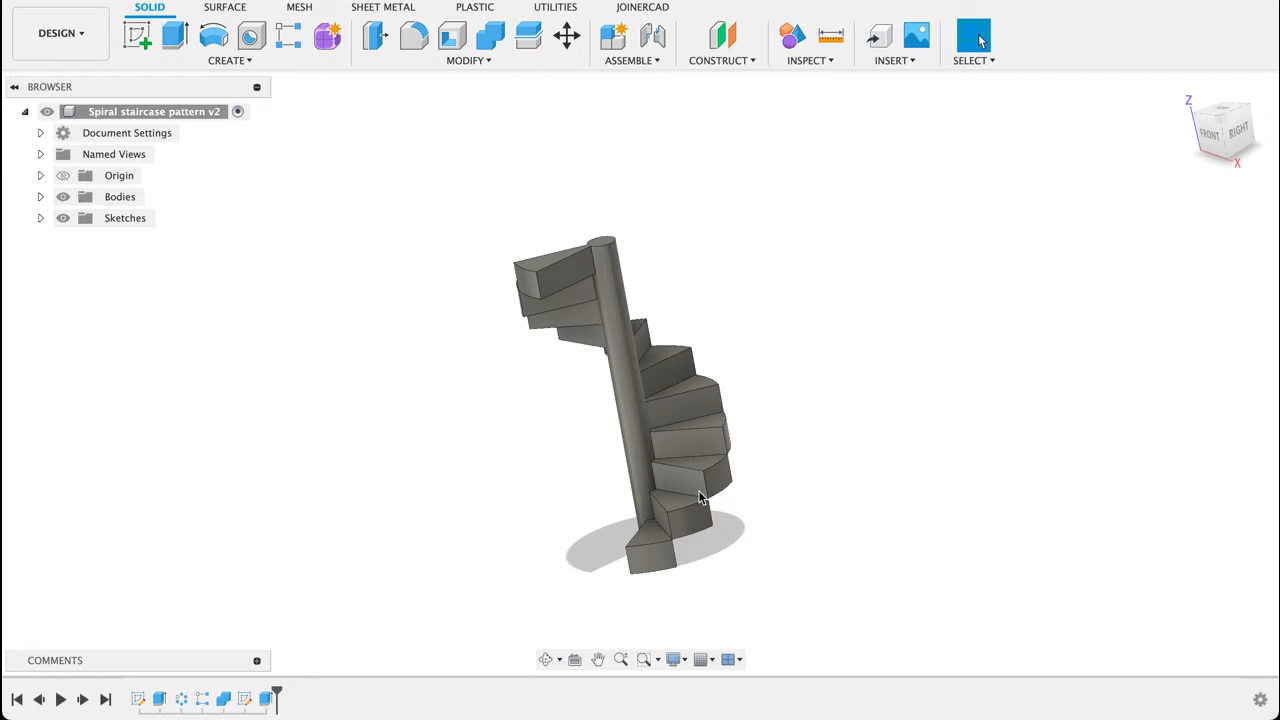 SOLID SURFACE MESH SHEET METAL PLASTIC UTILITIES JOINERCAD
DESIGN
CREATE MODIFY ASSEMBLE CONSTRUCT INSPECT INSERT SELECT
BROWSER
Spiral staircase pattern v2
Document Settings
Named Views
Origin
Bodies
Sketches
Z
FRONT RIGHT
X
COMMENTS